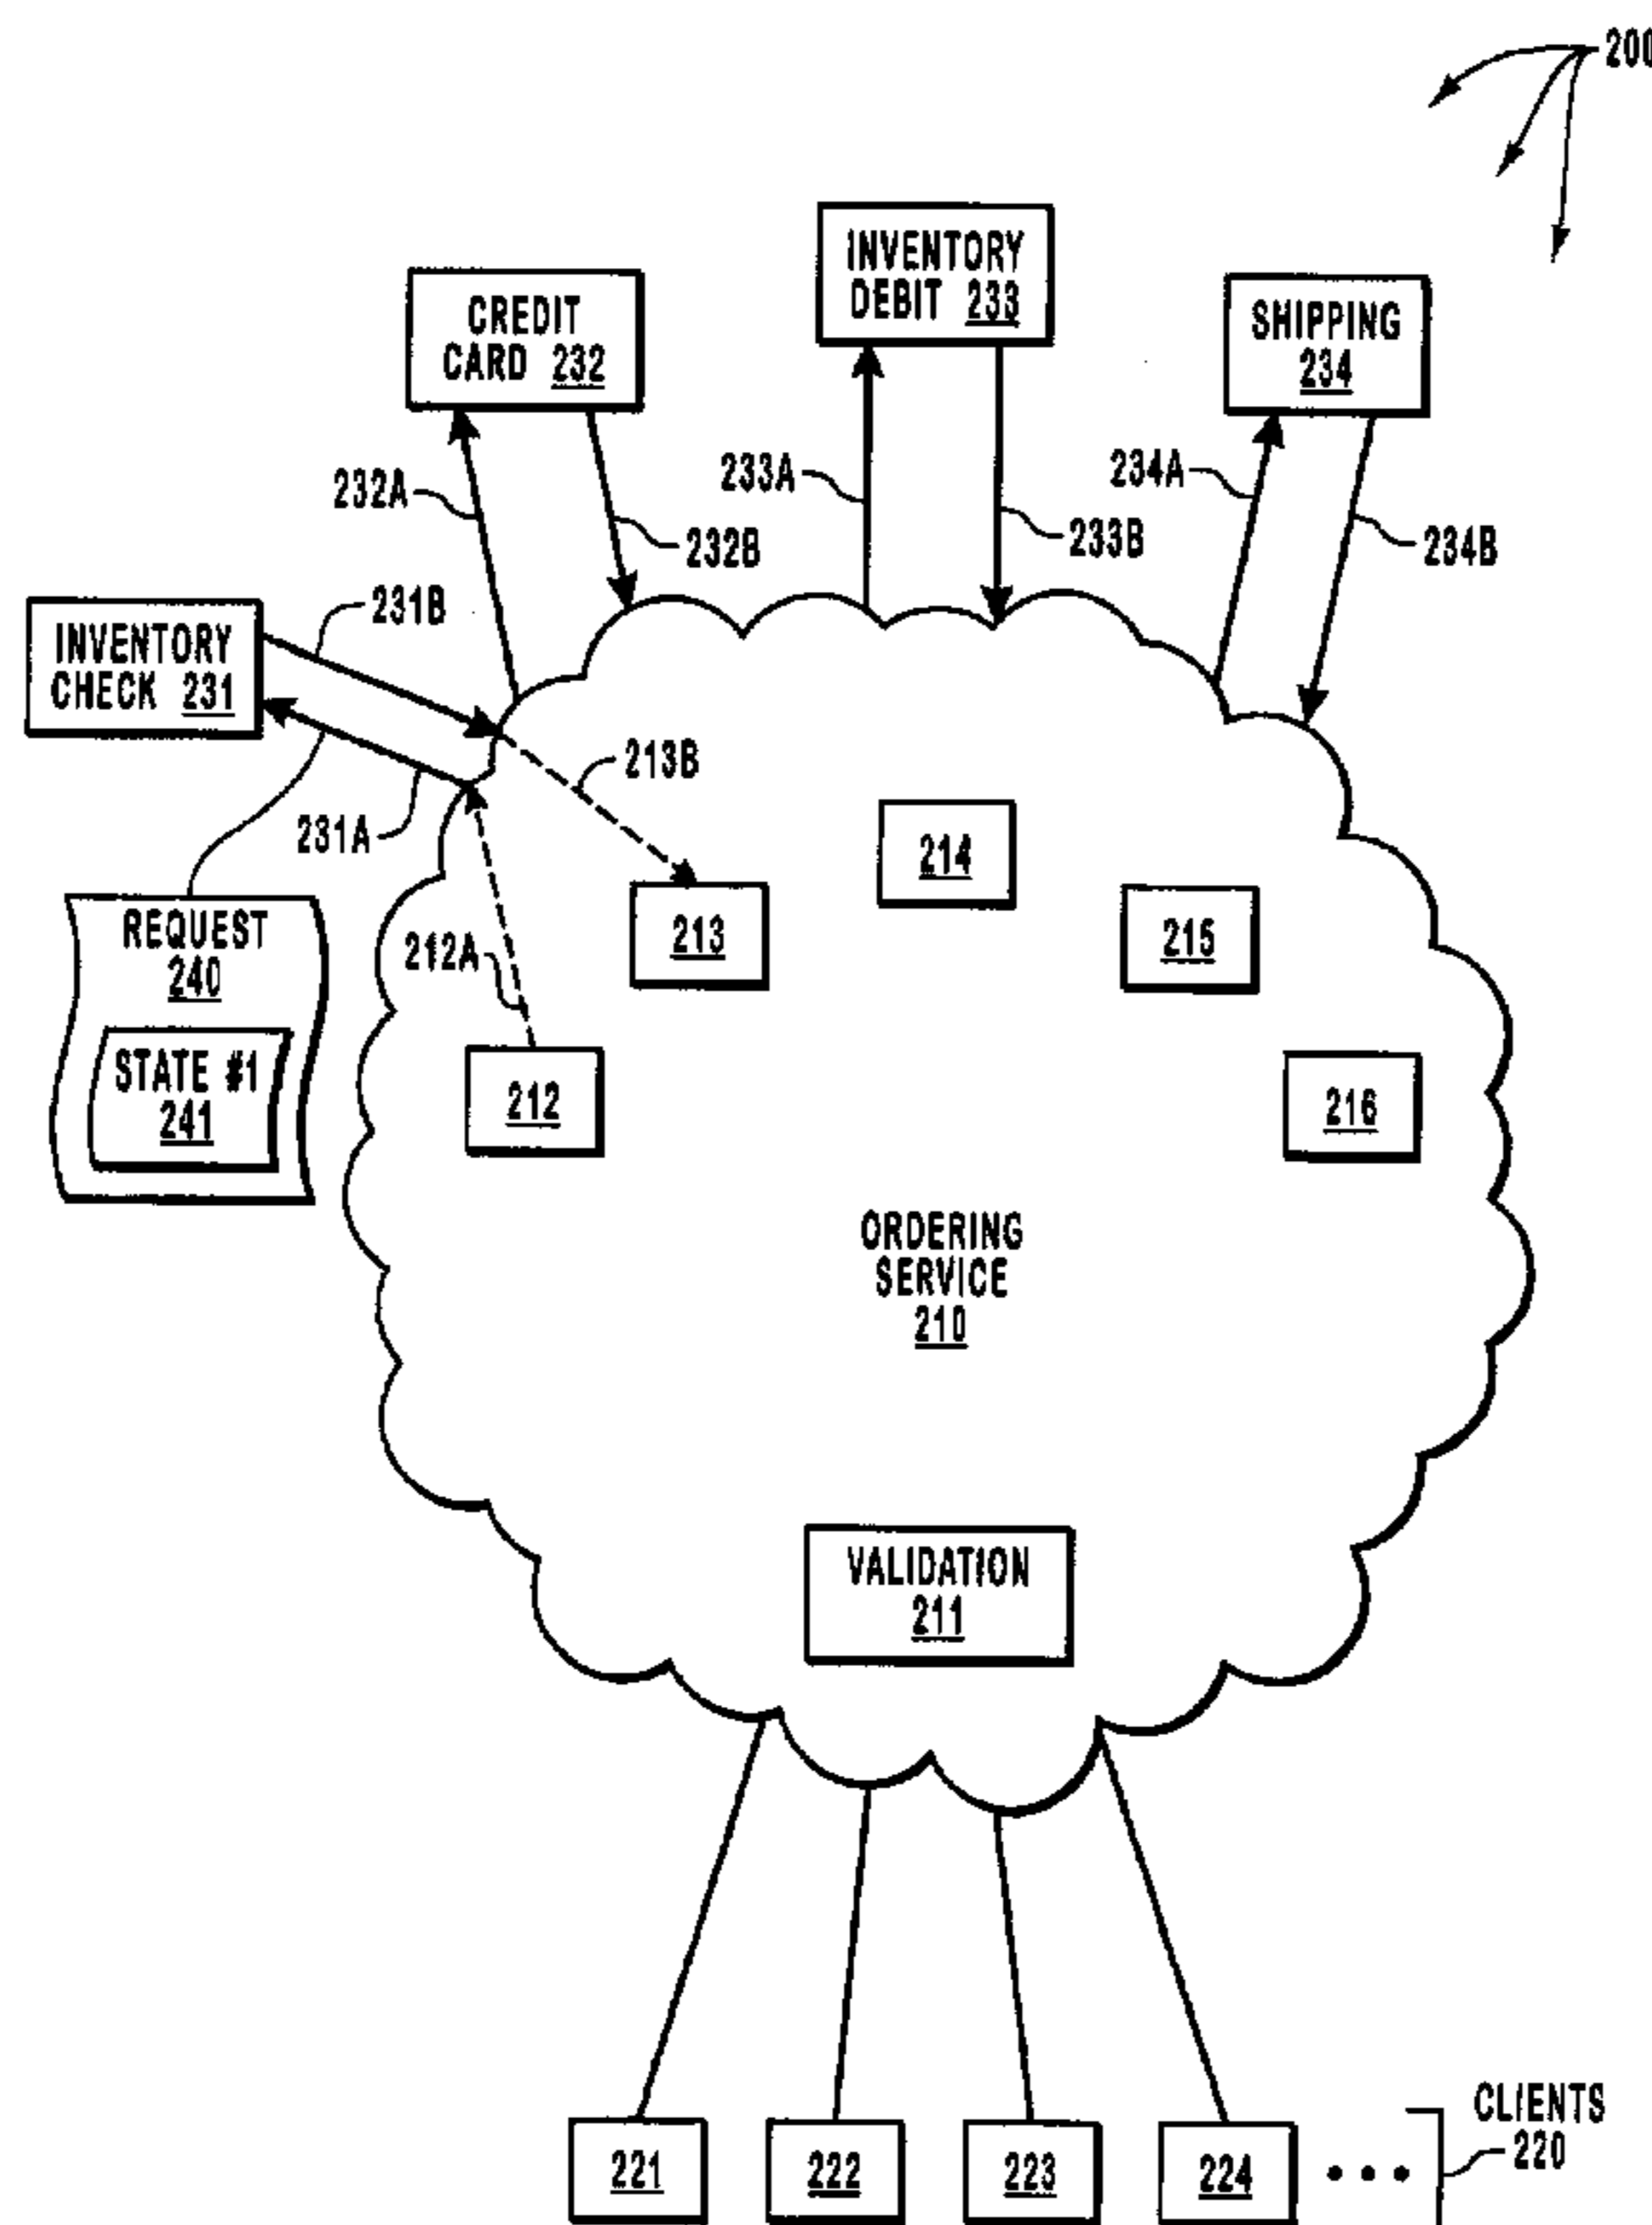 200
INVENTORY
DEBIT 233
CREDIT
CARD 232
SHIPPING
234
232A
232B
233A
233B
234A
234B
INVENTORY
CHECK 231
231B
231A
213B
212A
REQUEST
240
STATE #1
241
214
213
215
212
216
ORDERING
SERVICE
210
VALIDATION
211
221
222
223
224
CLIENTS
220